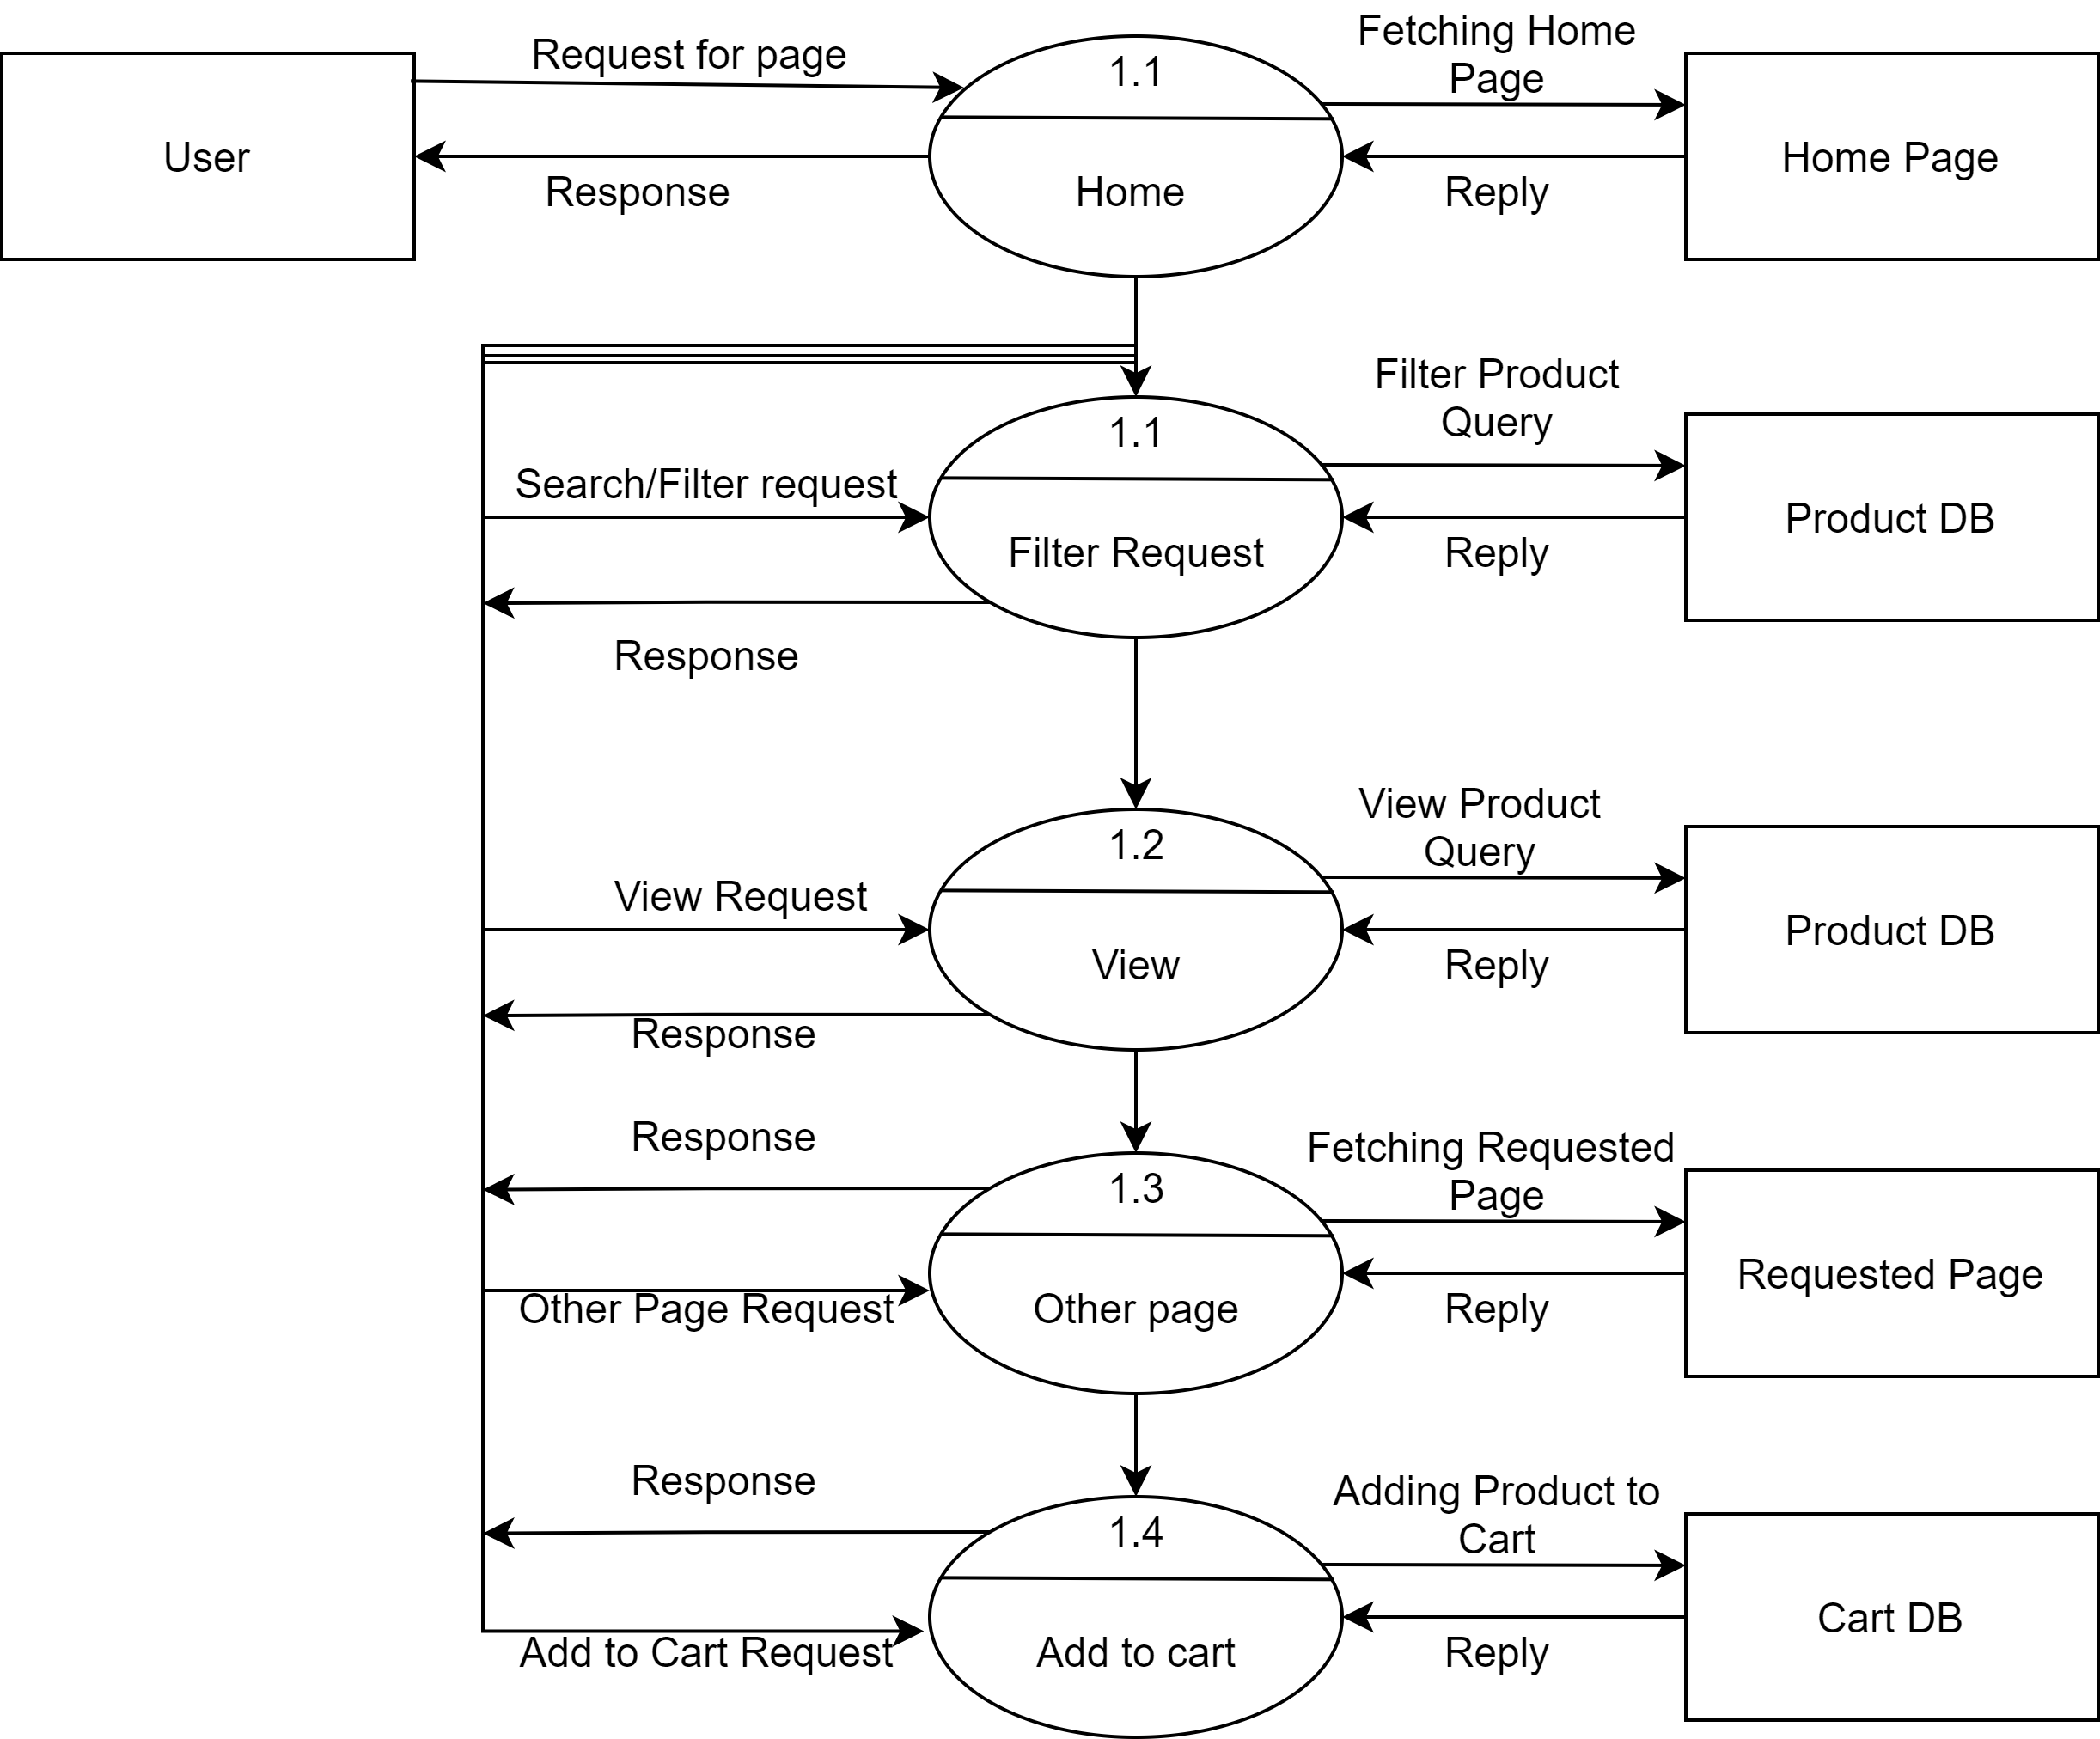 Request for page
1.1
Fetching Home
Page
User
Home Page
Response
Home
Reply
1.1
Filter Product
Query
Search/Filter request
Filter Request
Product DB
Reply
Response
1.2
View Product
Query
View Request
View
Product DB
Reply
Response
Response
1.3
Fetching Requested
Page
Other Page Request
Other page
Requested Page
Reply
Response
1.4
Adding Product to
Cart
Add to Cart Request
Add to cart
Cart DB
Reply